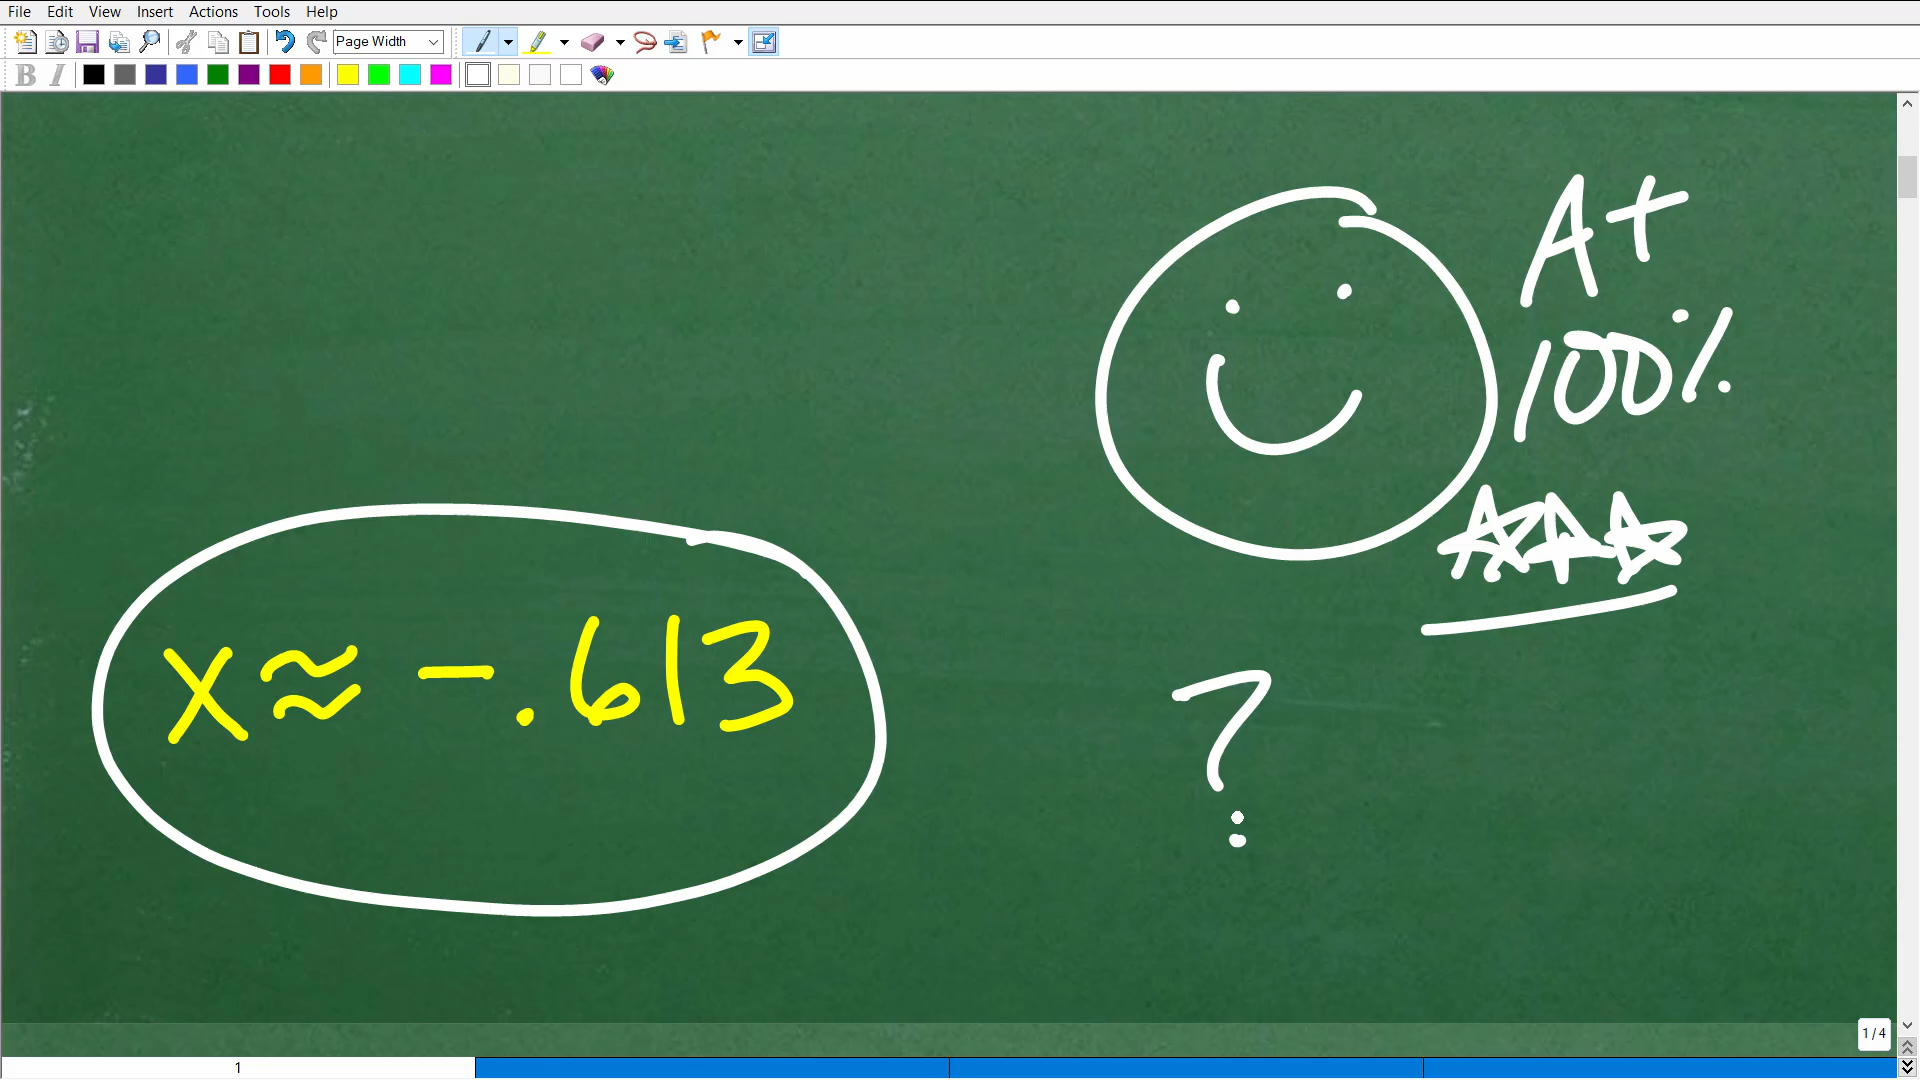 File Edit View Insert Actions Tools Help
Page Width
B I
A+
100%
x ≈ -.613
?
1 / 4
1